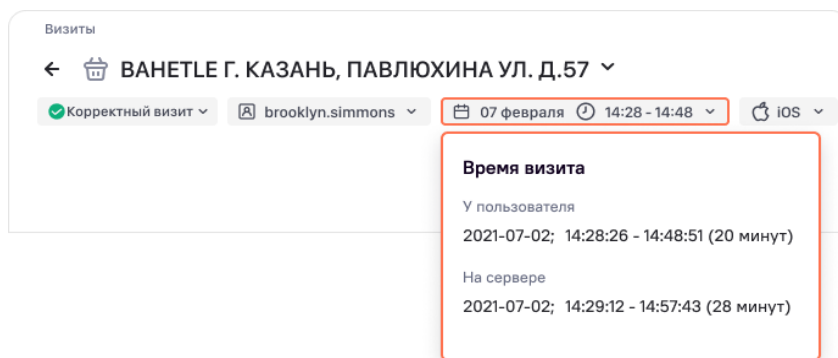 Визиты
BAHETLE Г. КАЗАНЬ, ПАВЛЮХИНА УЛ. Д.57
Корректный визит
brooklyn.simmons
07 февраля 14:28 - 14:48
iOS
Время визита
У пользователя
2021-07-02; 14:28:26 - 14:48:51 (20 минут)
На сервере
2021-07-02; 14:29:12 - 14:57:43 (28 минут)